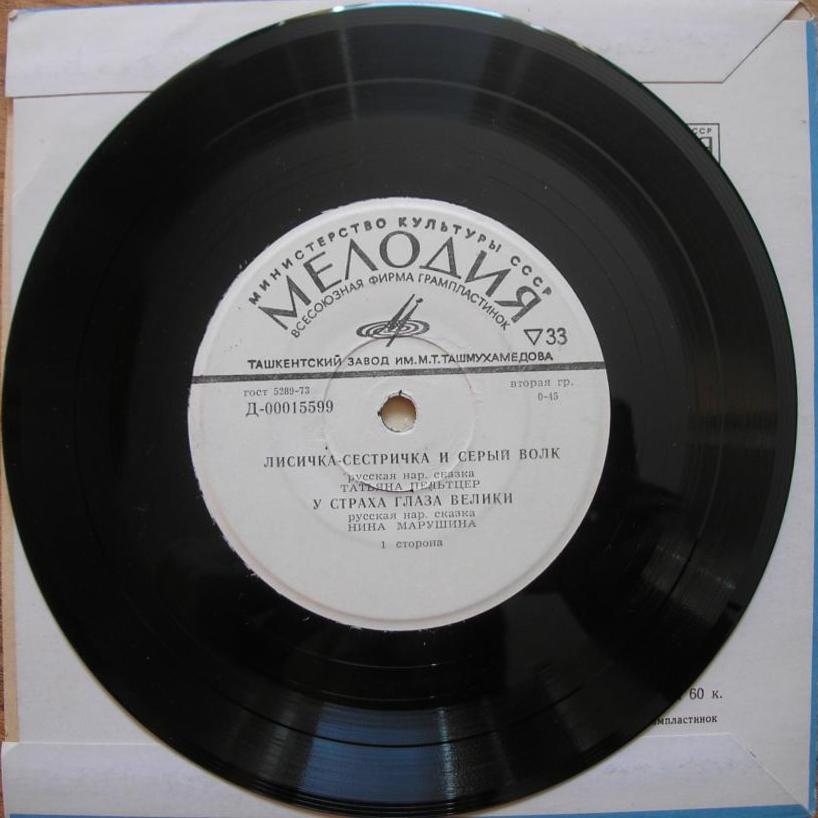 МИНИСТЕРСТВО КУЛЬТУРЫ СССР
МЕЛОДИЯ
ВСЕСОЮЗНАЯ ФИРМА ГРАМПЛАСТИНОК
▽33
ТАШКЕНТСКИЙ ЗАВОД ИМ.М.Т.ТАШМУХАМЕДОВА
гост 5289-73
вторая гр.
Д-00015599
0-45
ЛИСИЧКА-СЕСТРИЧКА И СЕРЫЙ ВОЛК
русская нар. сказка
ТАТЬЯНА ПЕЛЬТЦЕР
У СТРАХА ГЛАЗА ВЕЛИКИ
русская нар. сказка
НИНА МАРУШИНА
1 сторона
60 к.